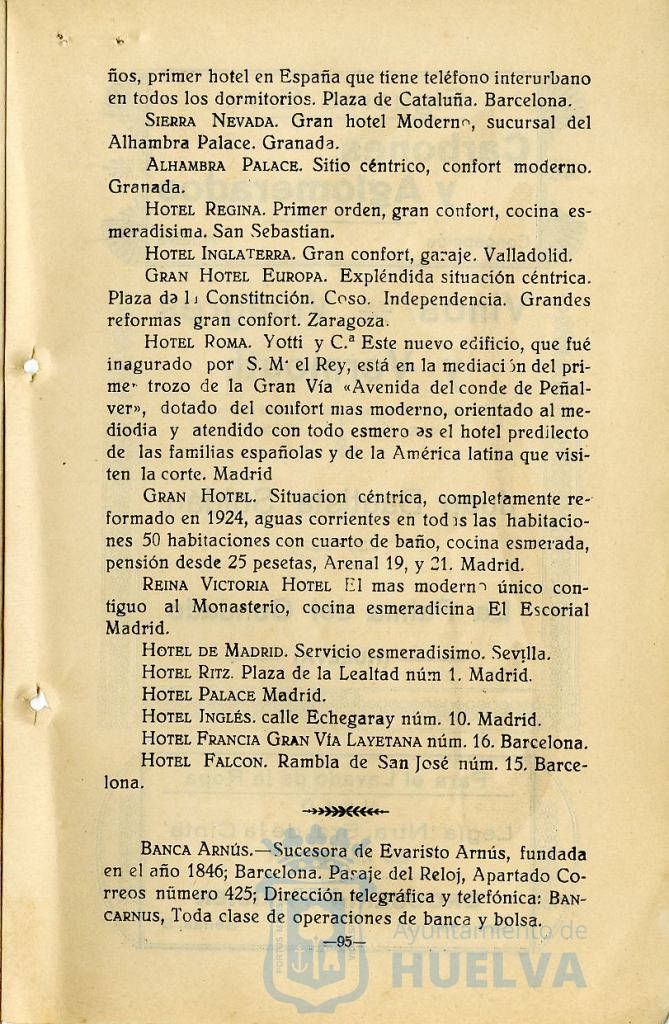 ños, primer hotel en España que tiene teléfono interurbano
en todos los dormitorios. Plaza de Cataluña. Barcelona.
SIERRA NEVADA. Gran hotel Moderno, sucursal del
Alhambra Palace. Granada.
ALHAMBRA PALACE. Sitio céntrico, confort moderno.
Granada.
HOTEL REGINA. Primer orden, gran confort, cocina es-
meradisima. San Sebastian.
HOTEL INGLATERRA. Gran confort, garaje. Valladolid.
GRAN HOTEL EUROPA. Expléndida situación céntrica.
Plaza da la Constitnción. Coso. Independencia. Grandes
reformas gran confort. Zaragoza.
HOTEL ROMA. Yotti y C.ª Este nuevo edificio, que fué
inagurado por S. M. el Rey, está en la mediación del pri-
mer trozo de la Gran Vía «Avenida del conde de Peñal-
ver», dotado del confort mas moderno, orientado al me-
diodia y atendido con todo esmero es el hotel predilecto
de las familias españolas y de la América latina que visi-
ten la corte. Madrid
GRAN HOTEL. Situacion céntrica, completamente re-
formado en 1924, aguas corrientes en todas las habitacio-
nes 50 habitaciones con cuarto de baño, cocina esmerada,
pensión desde 25 pesetas, Arenal 19, y 21. Madrid.
REINA VICTORIA HOTEL El mas moderno único con-
tiguo al Monasterio, cocina esmeradicina El Escorial
Madrid.
HOTEL DE MADRID. Servicio esmeradisimo. Sevilla.
HOTEL RITZ. Plaza de la Lealtad núm 1. Madrid.
HOTEL PALACE Madrid.
HOTEL INGLÉS. calle Echegaray núm. 10. Madrid.
HOTEL FRANCIA GRAN VÍA LAYETANA núm. 16. Barcelona.
HOTEL FALCON. Rambla de San José núm. 15. Barce-
lona.
BANCA ARNÚS.—Sucesora de Evaristo Arnús, fundada
en el año 1846; Barcelona. Pasaje del Reloj, Apartado Co-
rreos número 425; Dirección telegráfica y telefónica: BAN-
CARNUS, Toda clase de operaciones de banca y bolsa.
—95—
Ayuntamiento de
HUELVA